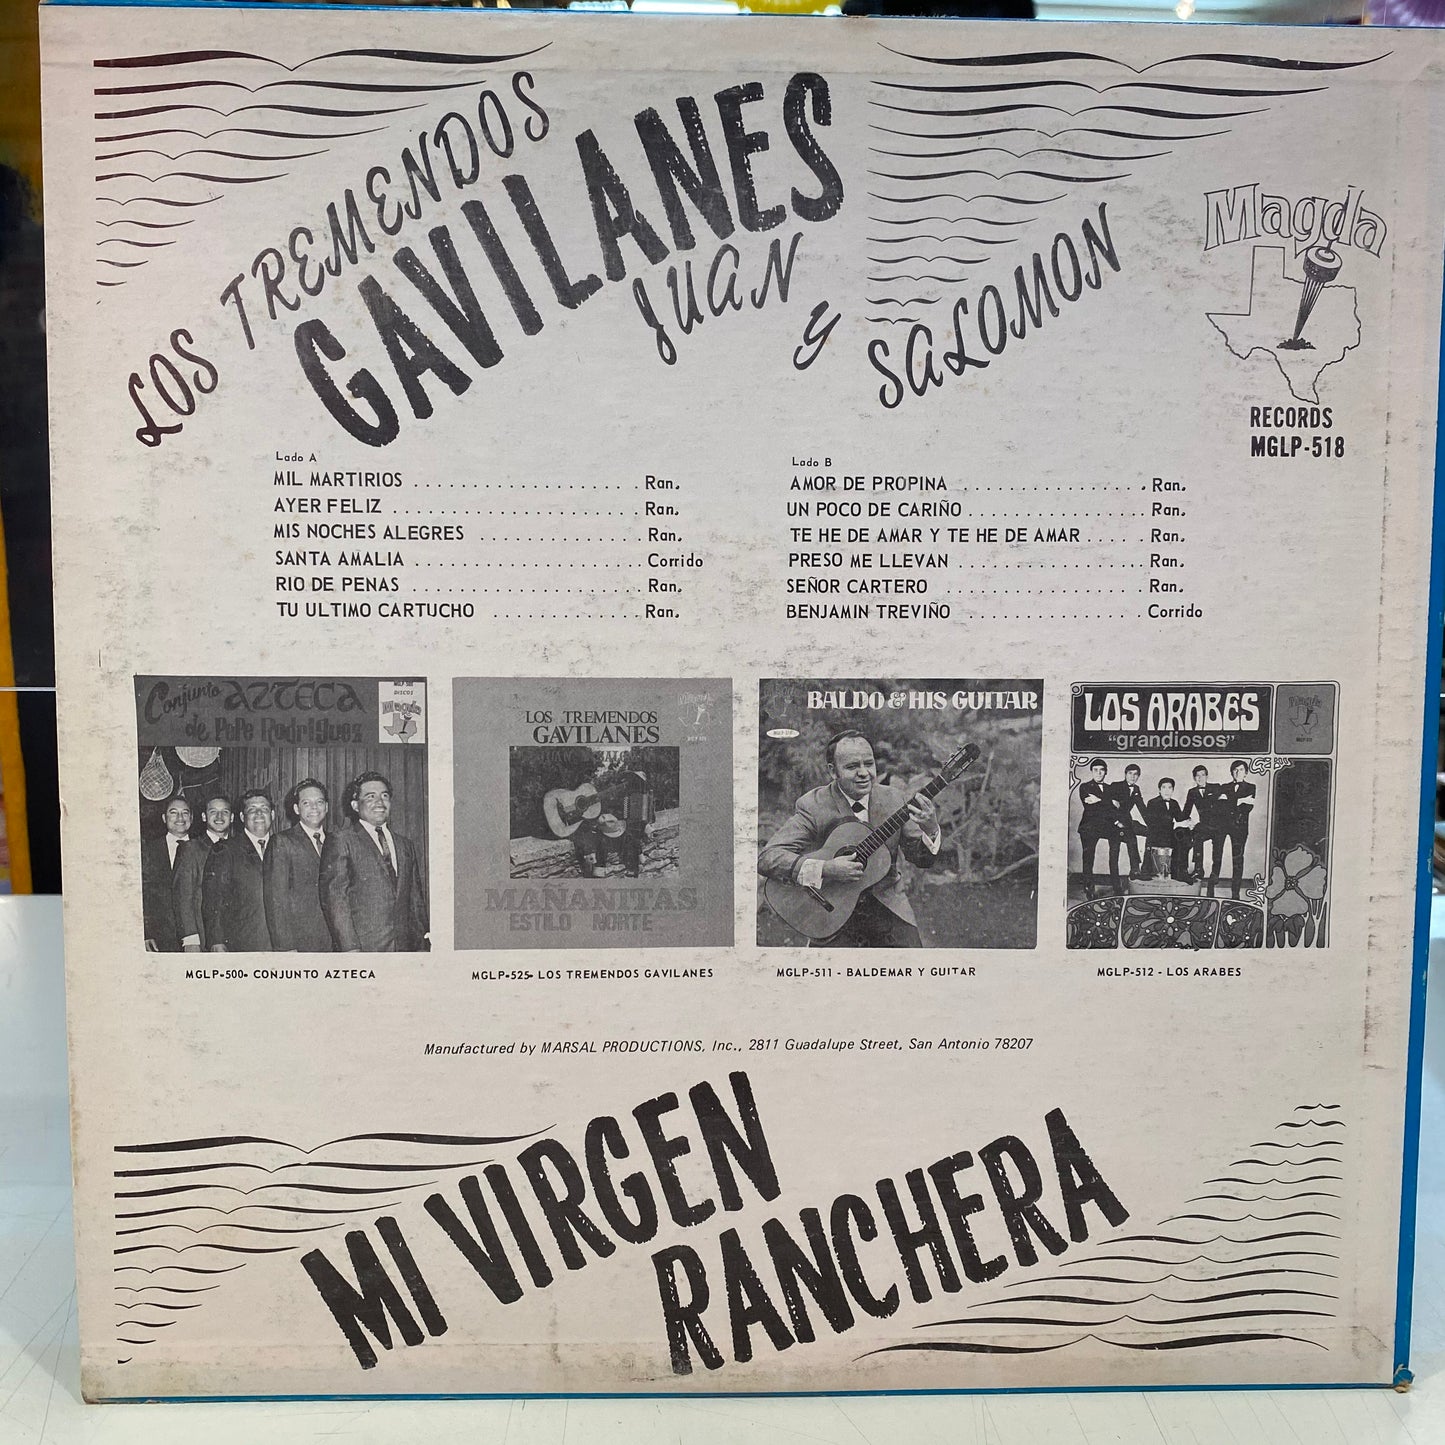 LOS TREMENDOS
GAVILANES
JUAN Y SALOMON
Magda
RECORDS
MGLP-518
Lado A
MIL MARTIRIOS . . . . . . . . . . . . . . . . . . . Ran.
AYER FELIZ . . . . . . . . . . . . . . . . . . . . . Ran.
MIS NOCHES ALEGRES . . . . . . . . . . . . . Ran.
SANTA AMALIA . . . . . . . . . . . . . . . . . . . Corrido
RIO DE PENAS . . . . . . . . . . . . . . . . . . . Ran.
TU ULTIMO CARTUCHO . . . . . . . . . . . . Ran.
Lado B
AMOR DE PROPINA . . . . . . . . . . . . . . . . Ran.
UN POCO DE CARIÑO . . . . . . . . . . . . . . . Ran.
TE HE DE AMAR Y TE HE DE AMAR . . . . . Ran.
PRESO ME LLEVAN . . . . . . . . . . . . . . . . Ran.
SEÑOR CARTERO . . . . . . . . . . . . . . . . . Ran.
BENJAMIN TREVIÑO . . . . . . . . . . . . . . . Corrido
Conjunto AZTECA
de Pepe Rodriguez
MGLP-500
DISCOS
Magda
LOS TREMENDOS
GAVILANES
MAÑANITAS
ESTILO NORTE
BALDO & HIS GUITAR
LOS ARABES
"grandiosos"
Magda
MGLP-500- CONJUNTO AZTECA
MGLP-525- LOS TREMENDOS GAVILANES
MGLP-511 - BALDEMAR Y GUITAR
MGLP-512 - LOS ARABES
Manufactured by MARSAL PRODUCTIONS, Inc., 2811 Guadalupe Street, San Antonio 78207
MI VIRGEN
RANCHERA